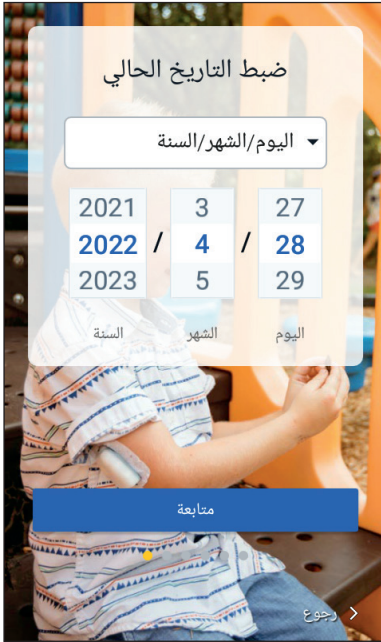 ضبط التاريخ الحالي
اليوم/الشهر/السنة
27 3 2021
28 / 4 / 2022
29 5 2023
اليوم الشهر السنة
متابعة
رجوع